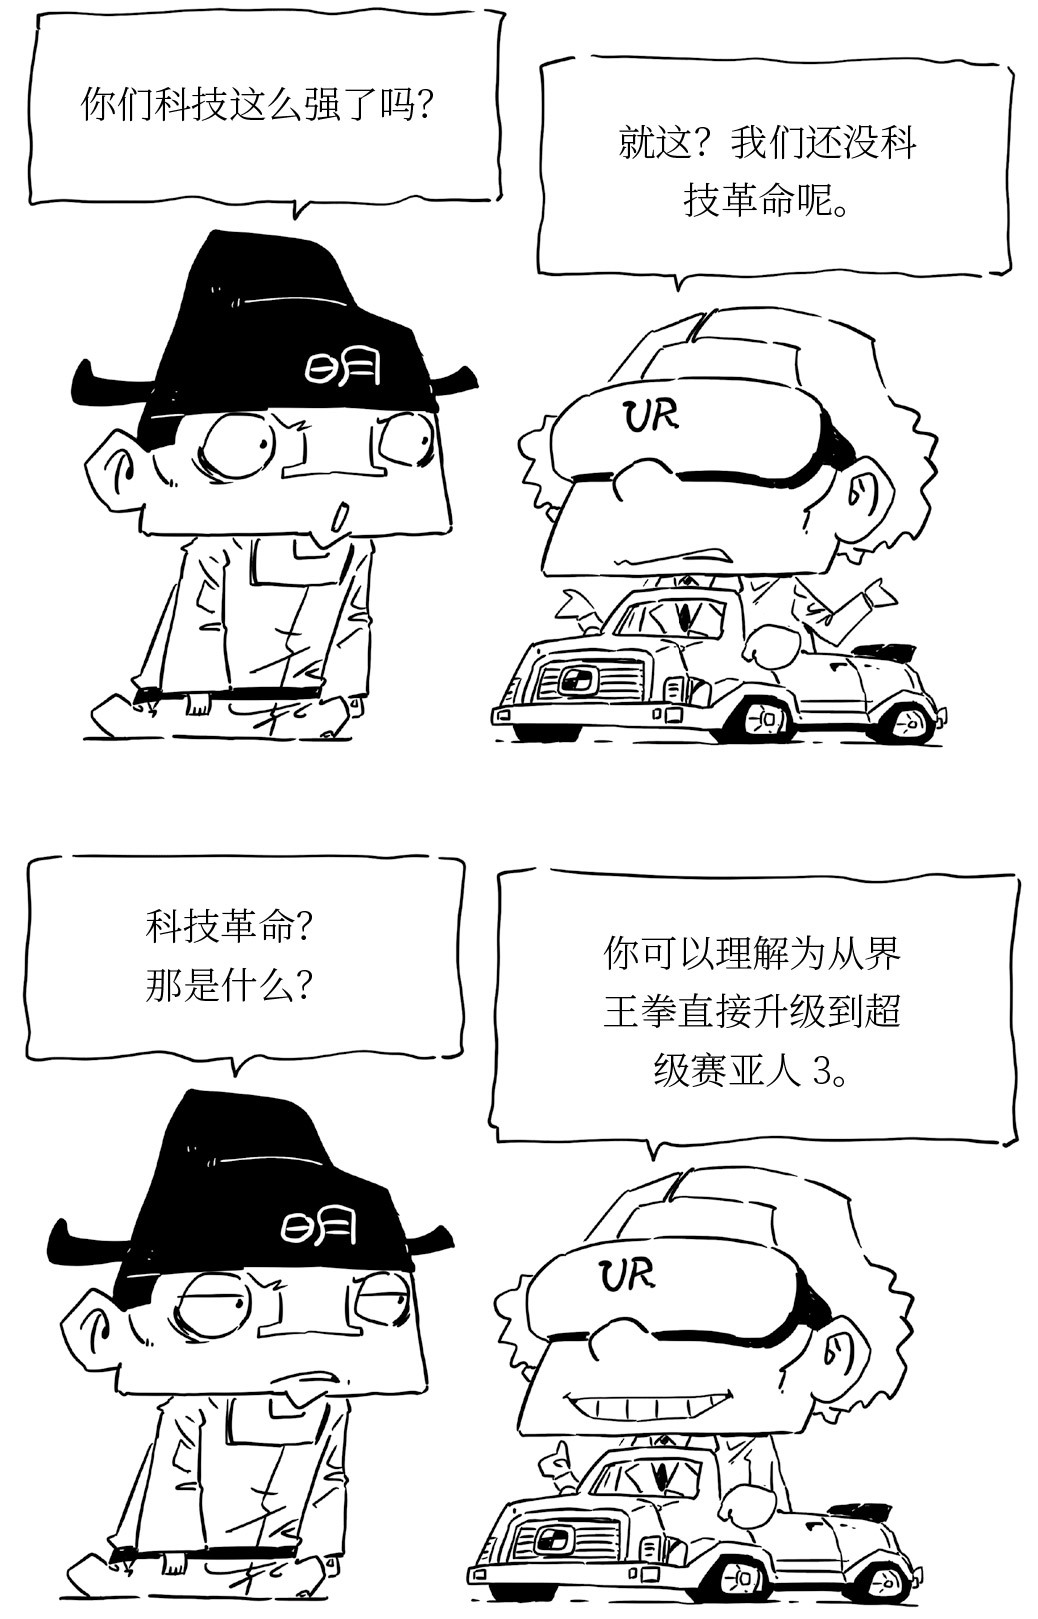 你们科技这么强了吗？
就这？我们还没科
技革命呢。
明
UR
科技革命？
那是什么？
你可以理解为从界
王拳直接升级到超
级赛亚人 3。
明
UR